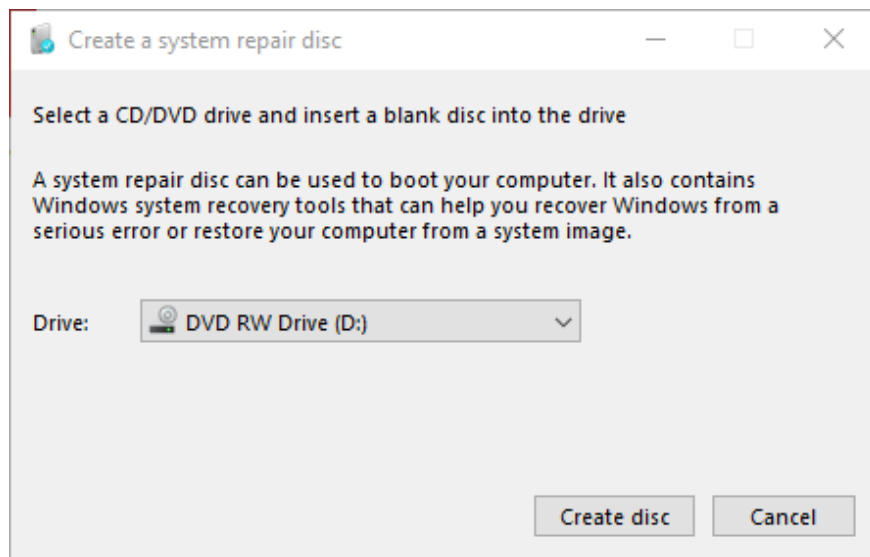 Create a system repair disc
Select a CD/DVD drive and insert a blank disc into the drive
A system repair disc can be used to boot your computer. It also contains
Windows system recovery tools that can help you recover Windows from a
serious error or restore your computer from a system image.
Drive: DVD RW Drive (D:)
Create disc Cancel